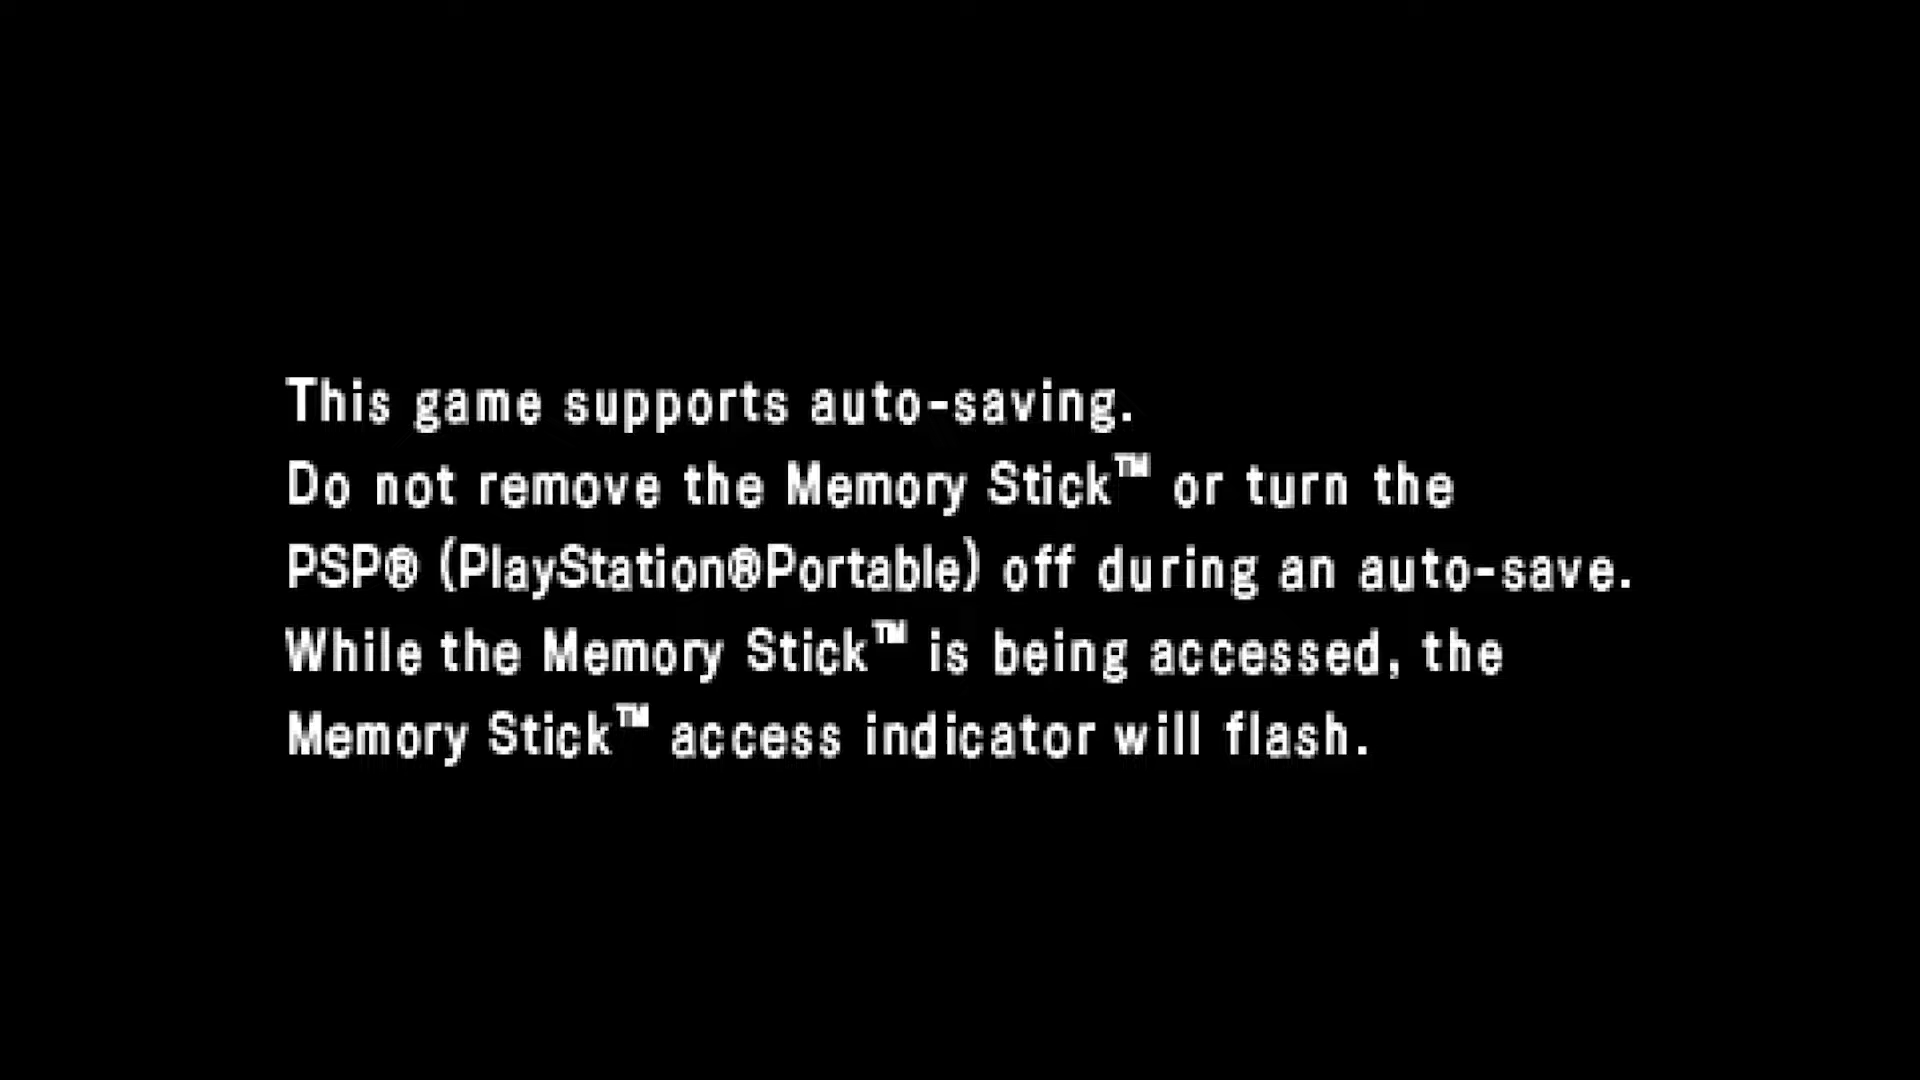 This game supports auto-saving.
Do not remove the Memory Stick™ or turn the
PSP® (PlayStation®Portable) off during an auto-save.
While the Memory Stick™ is being accessed, the
Memory Stick™ access indicator will flash.